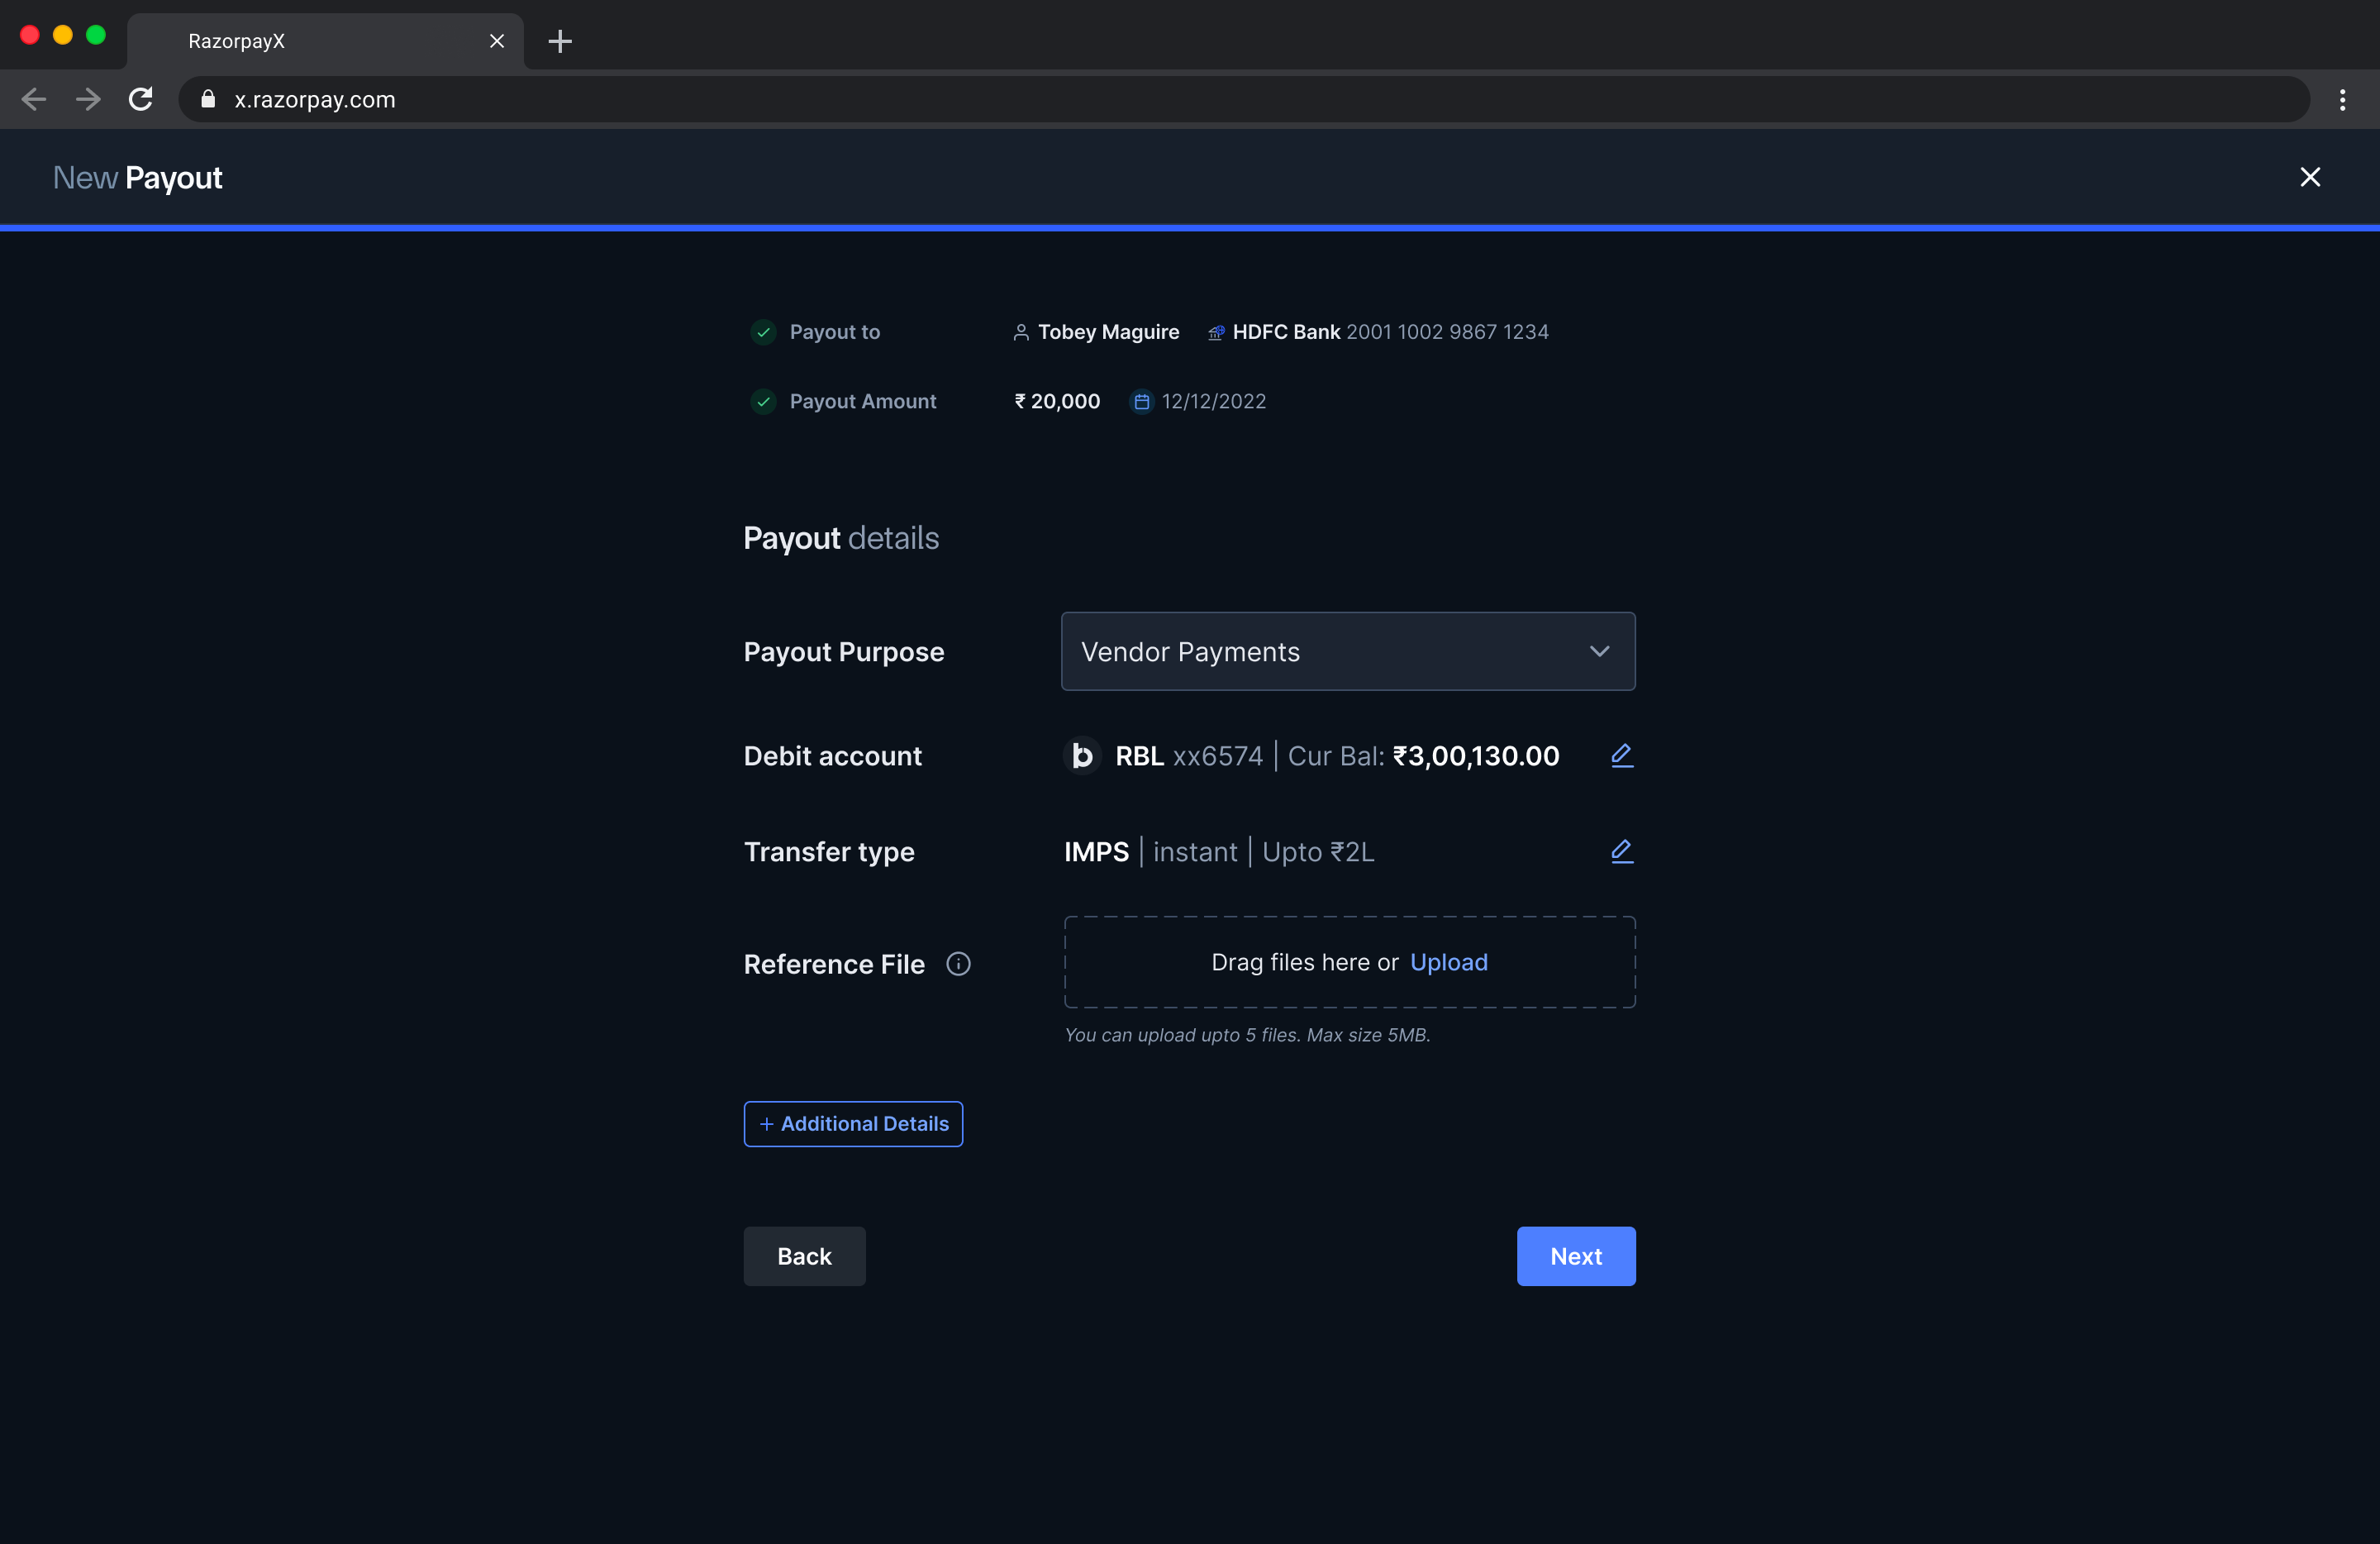 RazorpayX
x.razorpay.com
New Payout
Payout to Tobey Maguire HDFC Bank 2001 1002 9867 1234
Payout Amount ₹ 20,000 12/12/2022
Payout details
Payout Purpose Vendor Payments
Debit account RBL xx6574 | Cur Bal: ₹3,00,130.00
Transfer type IMPS | instant | Upto ₹2L
Reference File Drag files here or Upload
You can upload upto 5 files. Max size 5MB.
+ Additional Details
Back Next